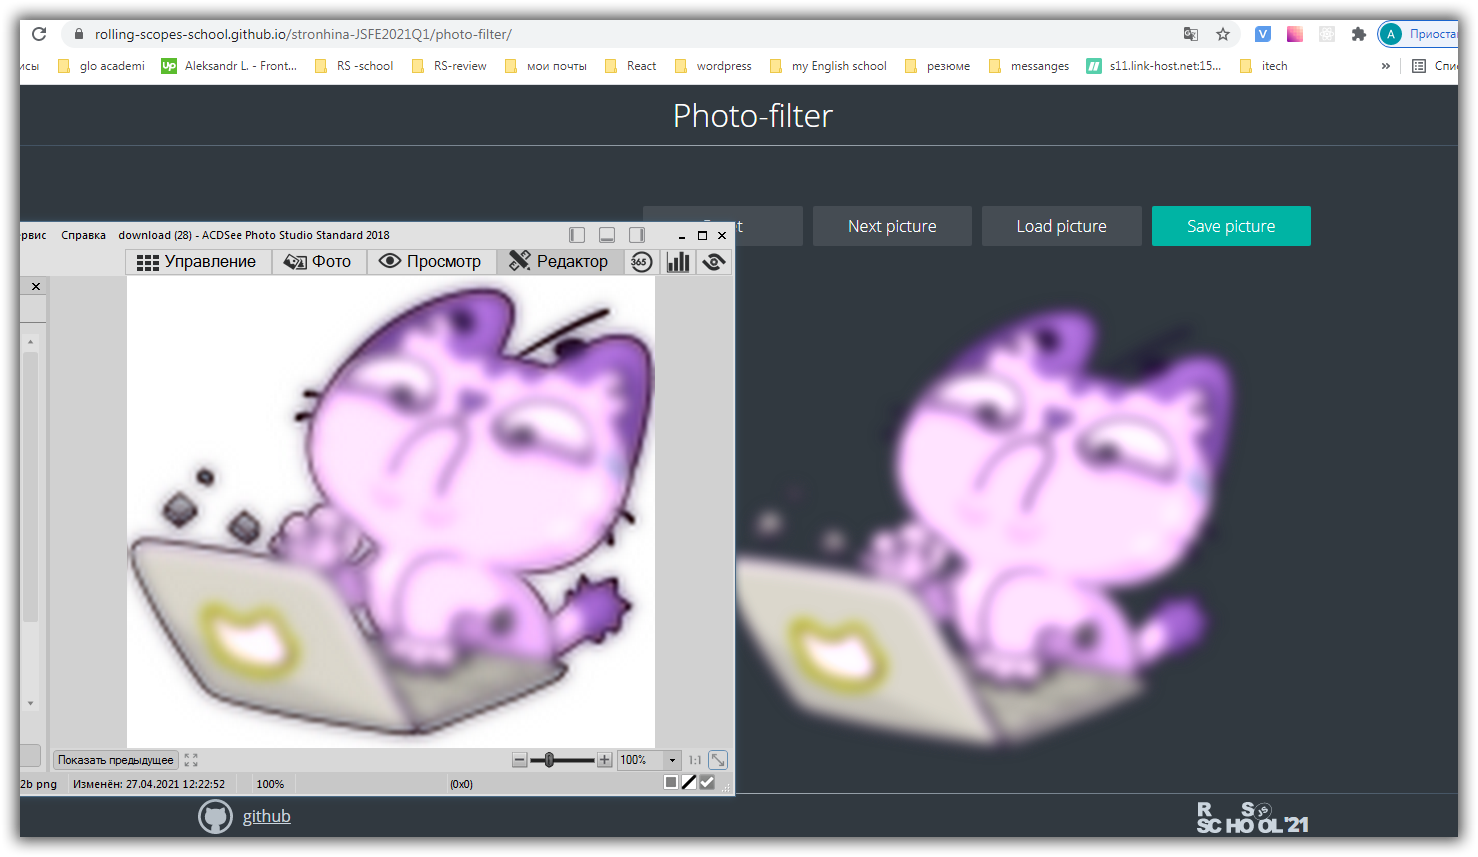 rolling-scopes-school.github.io/stronhina-JSFE2021Q1/photo-filter/
A Приостан
исы glo academi Up Aleksandr L. - Front... RS -school RS-review мои почты React wordpress my English school резюме messanges s11.link-host.net:15... itech » Спис
Photo-filter
Next picture Load picture Save picture
рвис Справка download (28) - ACDSee Photo Studio Standard 2018
Управление Фото Просмотр Редактор 365
Показать предыдущее 100% 1:1
2b png Изменён: 27.04.2021 12:22:52 100% (0x0)
github
RS SCHOOL'21